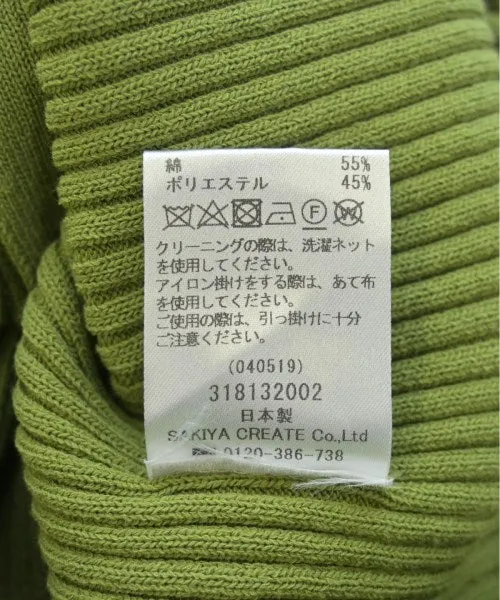 綿 55%
ポリエステル 45%
F W
クリーニングの際は、洗濯ネット
を使用してください。
アイロン掛けをする際は、あて布
を使用してください。
ご使用の際は、引っ掛けに十分
ご注意ください。
(040519)
318132002
日本製
SAKIYA CREATE Co.,Ltd
0120-386-738